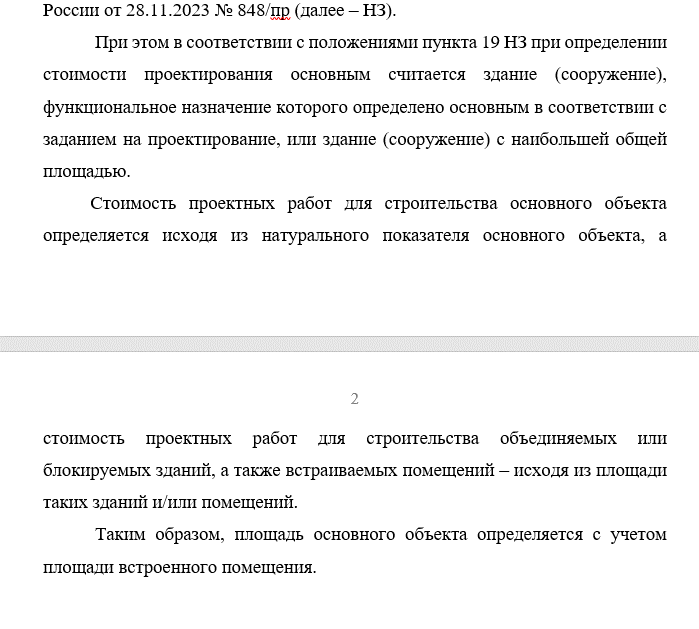 России от 28.11.2023 № 848/пр (далее – НЗ).
При этом в соответствии с положениями пункта 19 НЗ при определении
стоимости проектирования основным считается здание (сооружение),
функциональное назначение которого определено основным в соответствии с
заданием на проектирование, или здание (сооружение) с наибольшей общей
площадью.
Стоимость проектных работ для строительства основного объекта
определяется исходя из натурального показателя основного объекта, а
2
стоимость проектных работ для строительства объединяемых или
блокируемых зданий, а также встраиваемых помещений – исходя из площади
таких зданий и/или помещений.
Таким образом, площадь основного объекта определяется с учетом
площади встроенного помещения.